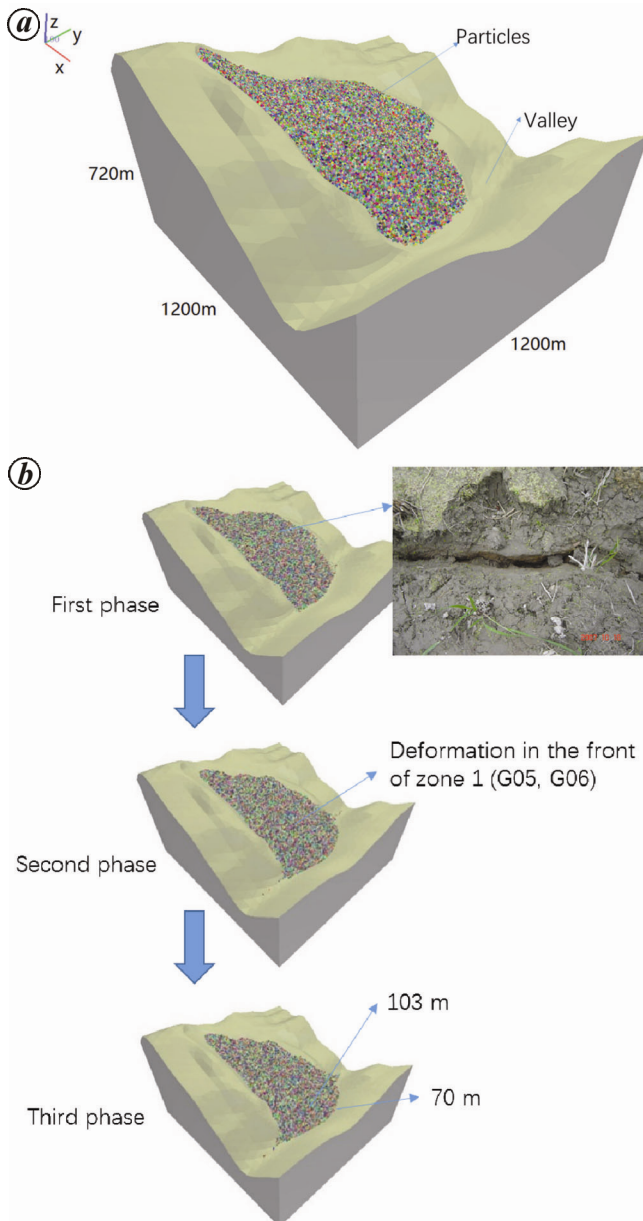 a
z
y
x
Particles
Valley
720m
1200m
1200m
b
First phase
Deformation in the front
of zone 1 (G05, G06)
Second phase
103 m
70 m
Third phase